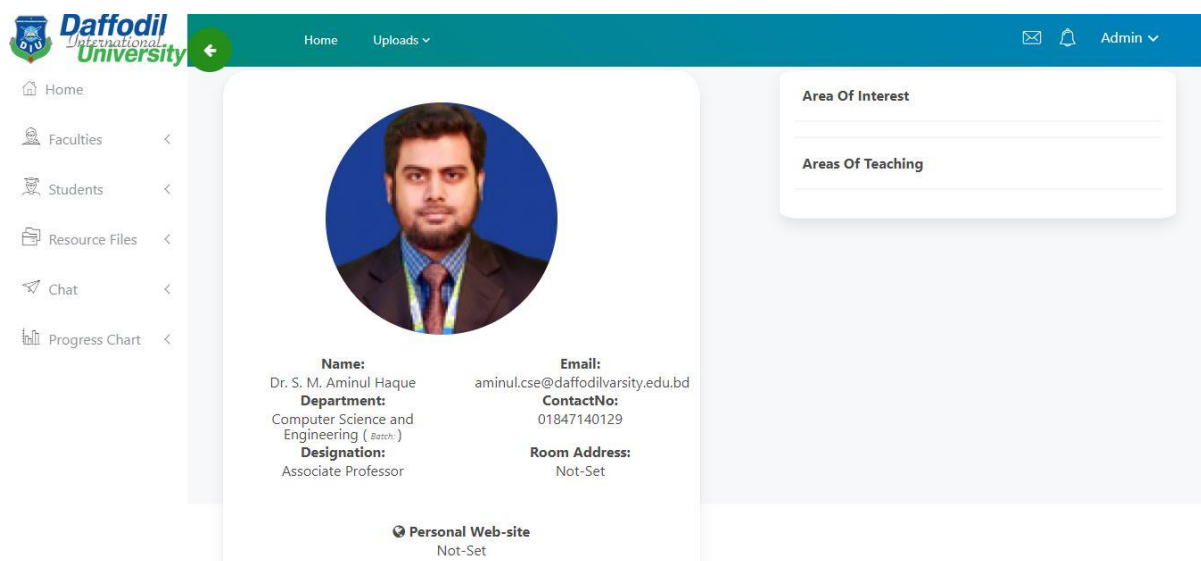 Daffodil
International
University
Home
Uploads
Admin
Home
Faculties
Students
Resource Files
Chat
Progress Chart
DIU
Name:
Dr. S. M. Aminul Haque
Department:
Computer Science and
Engineering ( Batch: )
Designation:
Associate Professor
Email:
aminul.cse@daffodilvarsity.edu.bd
ContactNo:
01847140129
Room Address:
Not-Set
Personal Web-site
Not-Set
Area Of Interest
Areas Of Teaching